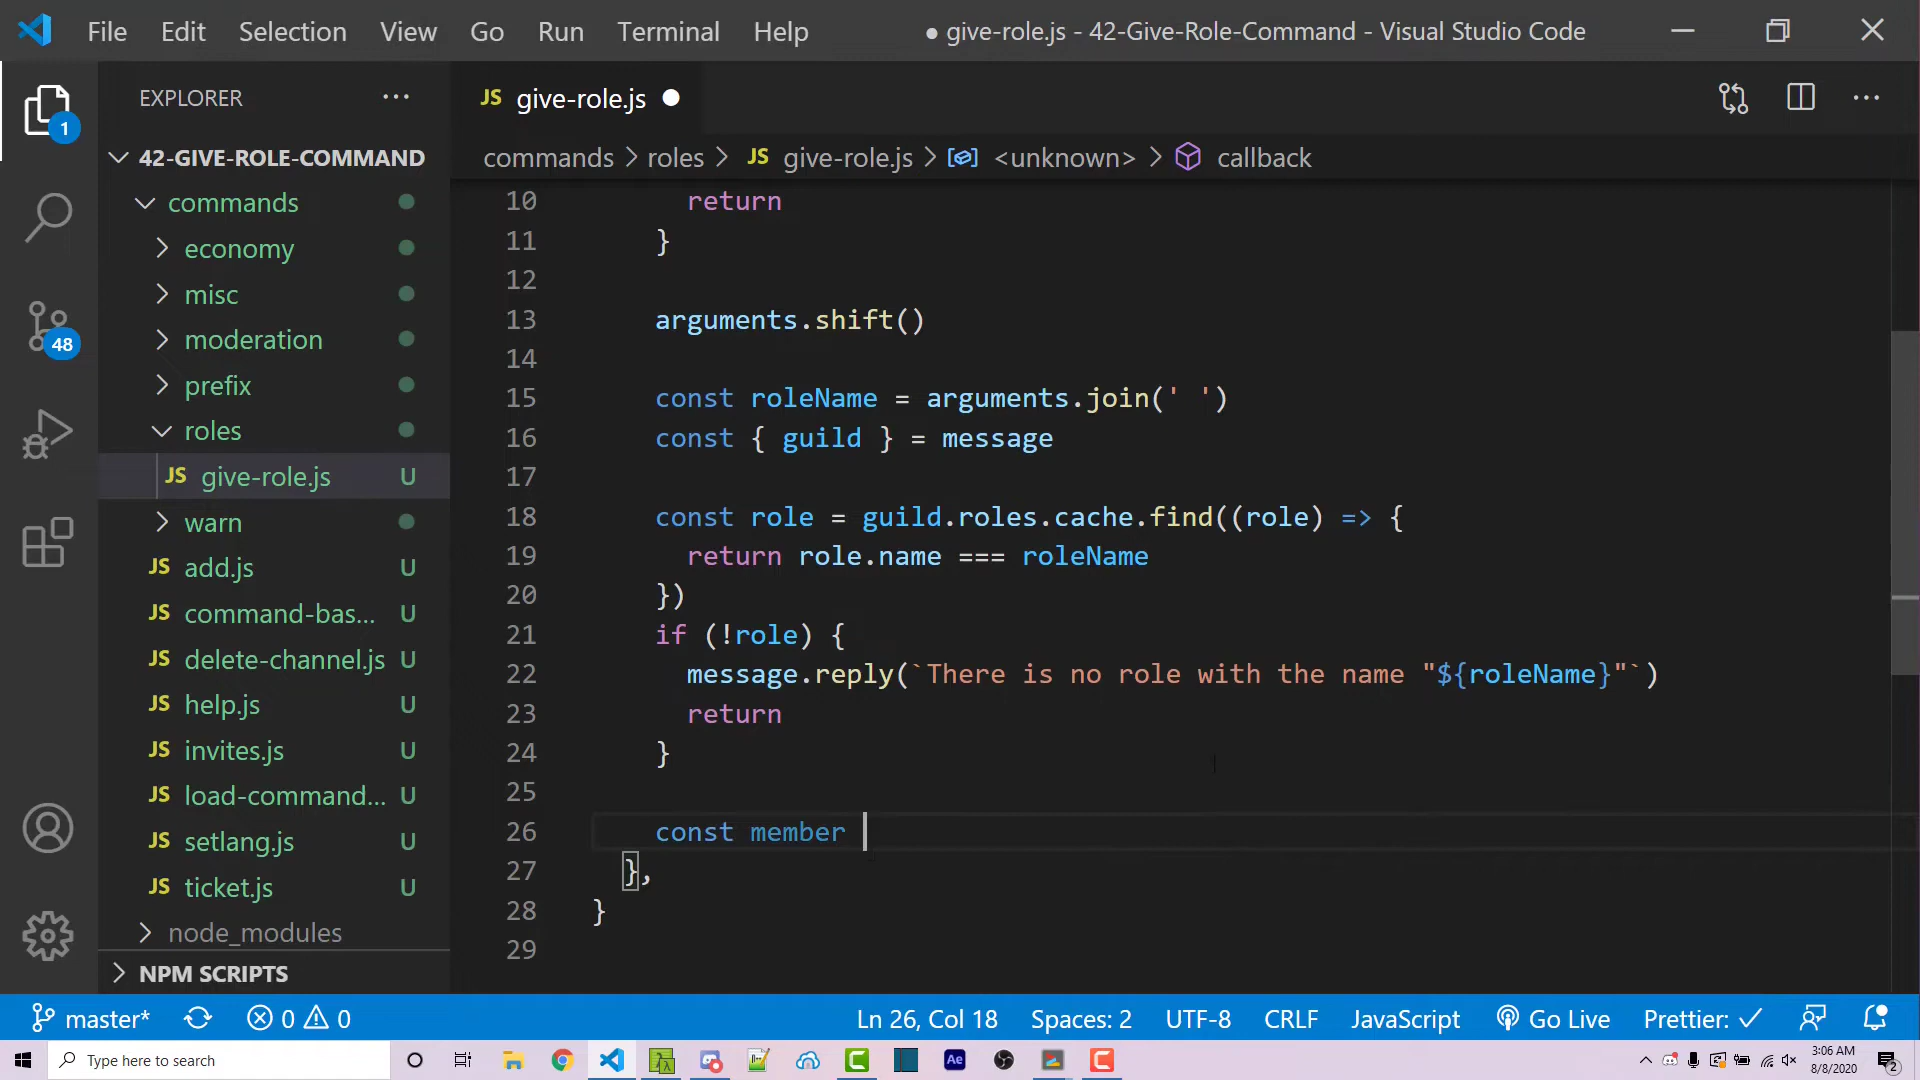 File Edit Selection View Go Run Terminal Help ● give-role.js - 42-Give-Role-Command - Visual Studio Code
EXPLORER ···
JS give-role.js ●
42-GIVE-ROLE-COMMAND
commands > roles > JS give-role.js > <unknown> > callback
commands
economy
misc
moderation
prefix
roles
JS give-role.js U
warn
JS add.js U
JS command-bas... U
JS delete-channel.js U
JS help.js U
JS invites.js U
JS load-command... U
JS setlang.js U
JS ticket.js U
node_modules
NPM SCRIPTS
1
48
10 return
11 }
12
13 arguments.shift()
14
15 const roleName = arguments.join(' ')
16 const { guild } = message
17
18 const role = guild.roles.cache.find((role) => {
19 return role.name === roleName
20 })
21 if (!role) {
22 message.reply(`There is no role with the name "${roleName}"`)
23 return
24 }
25
26 const member
27 },
28 }
29
master* 0 0 Ln 26, Col 18 Spaces: 2 UTF-8 CRLF JavaScript Go Live Prettier: ✓
Type here to search
Ae
3:06 AM
8/8/2020
2